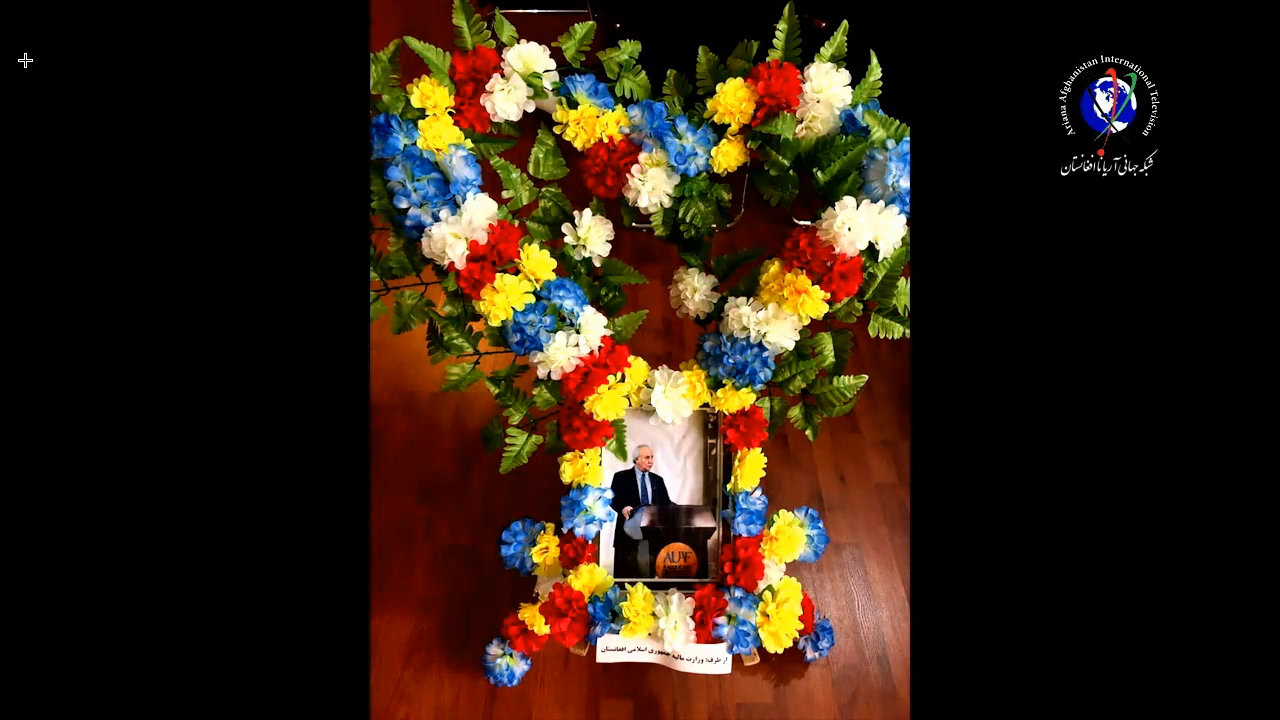 Ariana Afghanistan International Television
شبکه جهانی آریانا افغانستان
AUAF
از طرف: وزارت مالیه جمهوری اسلامی افغانستان